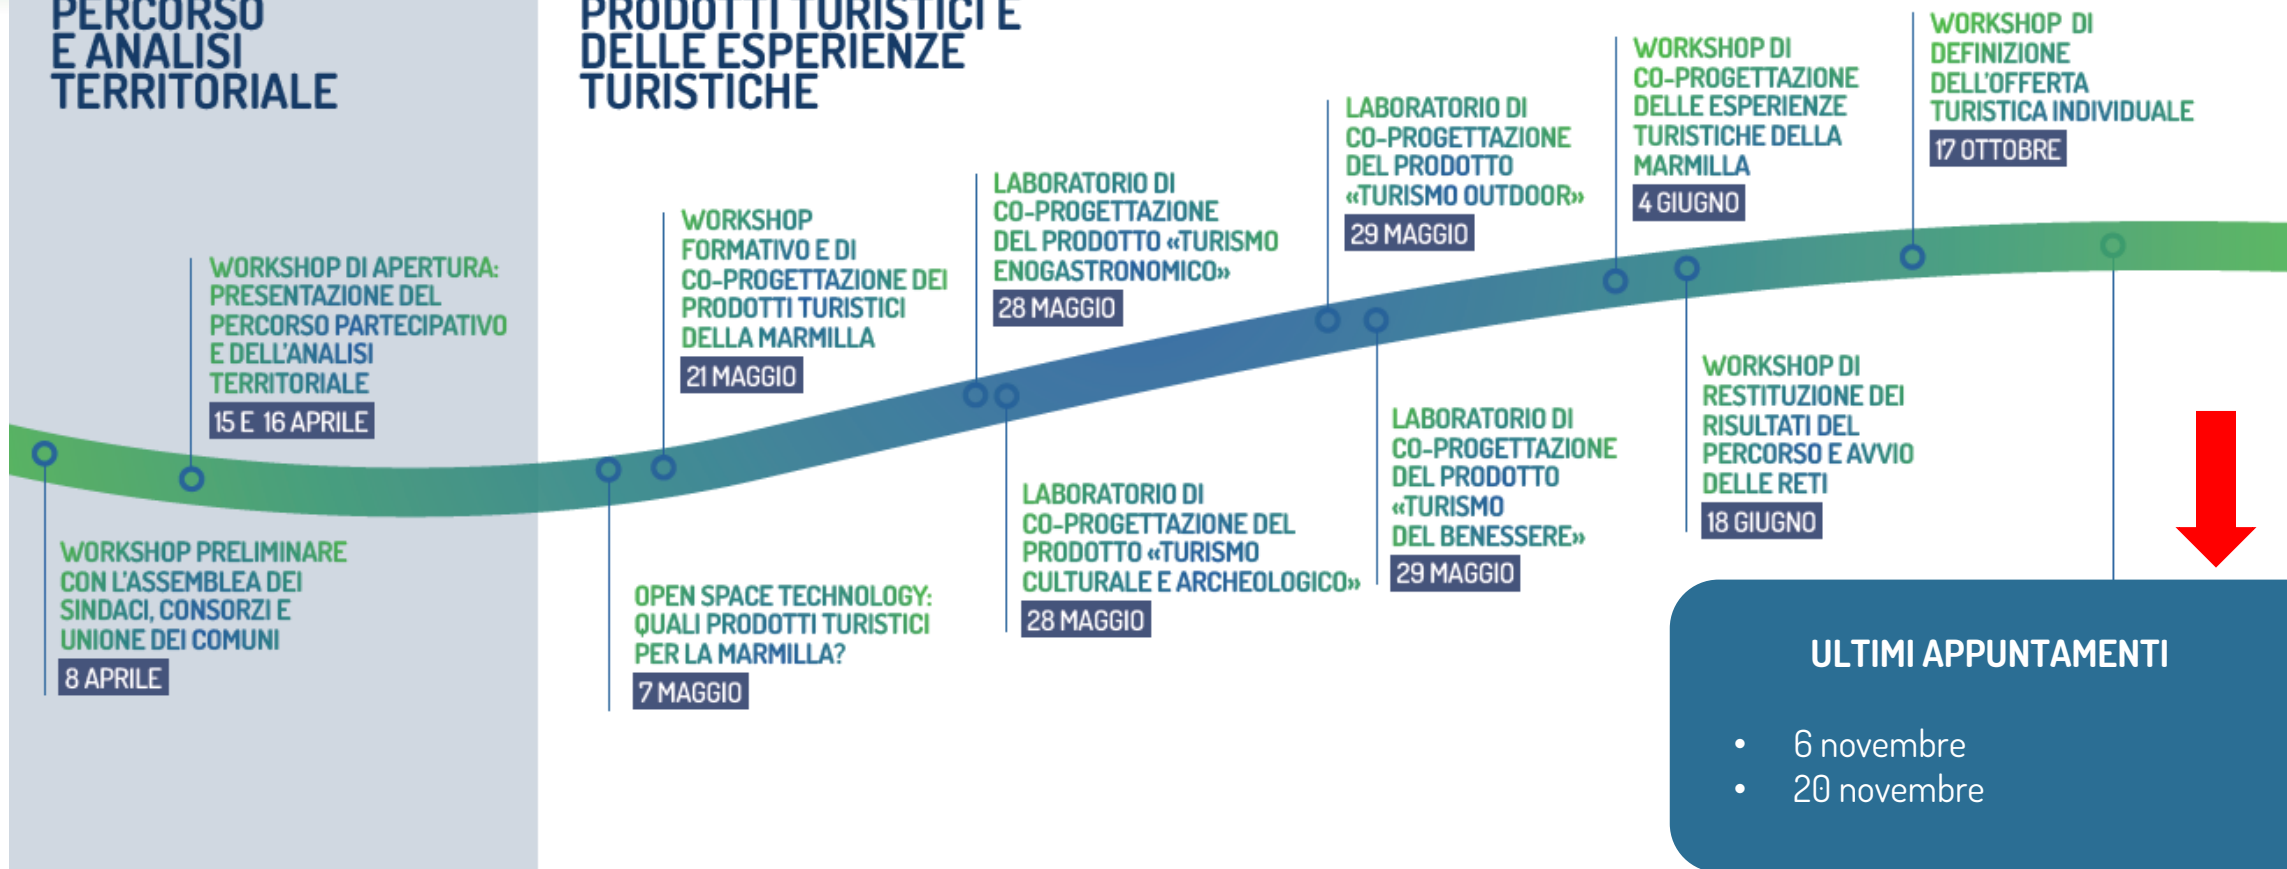 PERCORSO
E ANALISI
TERRITORIALE
PRODOTTI TURISTICI E
DELLE ESPERIENZE
TURISTICHE
WORKSHOP PRELIMINARE
CON L'ASSEMBLEA DEI
SINDACI, CONSORZI E
UNIONE DEI COMUNI
8 APRILE
WORKSHOP DI APERTURA:
PRESENTAZIONE DEL
PERCORSO PARTECIPATIVO
E DELL'ANALISI
TERRITORIALE
15 E 16 APRILE
OPEN SPACE TECHNOLOGY:
QUALI PRODOTTI TURISTICI
PER LA MARMILLA?
7 MAGGIO
WORKSHOP
FORMATIVO E DI
CO-PROGETTAZIONE DEI
PRODOTTI TURISTICI
DELLA MARMILLA
21 MAGGIO
LABORATORIO DI
CO-PROGETTAZIONE
DEL PRODOTTO «TURISMO
ENOGASTRONOMICO»
28 MAGGIO
LABORATORIO DI
CO-PROGETTAZIONE DEL
PRODOTTO «TURISMO
CULTURALE E ARCHEOLOGICO»
28 MAGGIO
LABORATORIO DI
CO-PROGETTAZIONE
DEL PRODOTTO
«TURISMO OUTDOOR»
29 MAGGIO
LABORATORIO DI
CO-PROGETTAZIONE
DEL PRODOTTO
«TURISMO
DEL BENESSERE»
29 MAGGIO
WORKSHOP DI
CO-PROGETTAZIONE
DELLE ESPERIENZE
TURISTICHE DELLA
MARMILLA
4 GIUGNO
WORKSHOP DI
RESTITUZIONE DEI
RISULTATI DEL
PERCORSO E AVVIO
DELLE RETI
18 GIUGNO
WORKSHOP DI
DEFINIZIONE
DELL'OFFERTA
TURISTICA INDIVIDUALE
17 OTTOBRE
ULTIMI APPUNTAMENTI
• 6 novembre
• 20 novembre